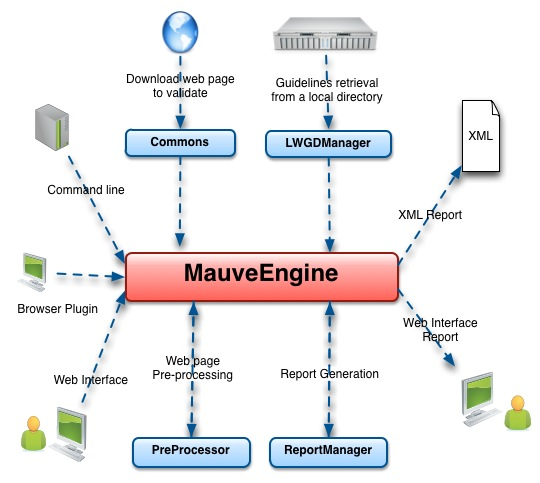 Download web page
to validate
Guidelines retrieval
from a local directory
Commons
LWGDManager
XML
Command line
XML Report
MauveEngine
Browser Plugin
Web Interface
Report
Web page
Pre-processing
Web Interface
Report Generation
PreProcessor
ReportManager